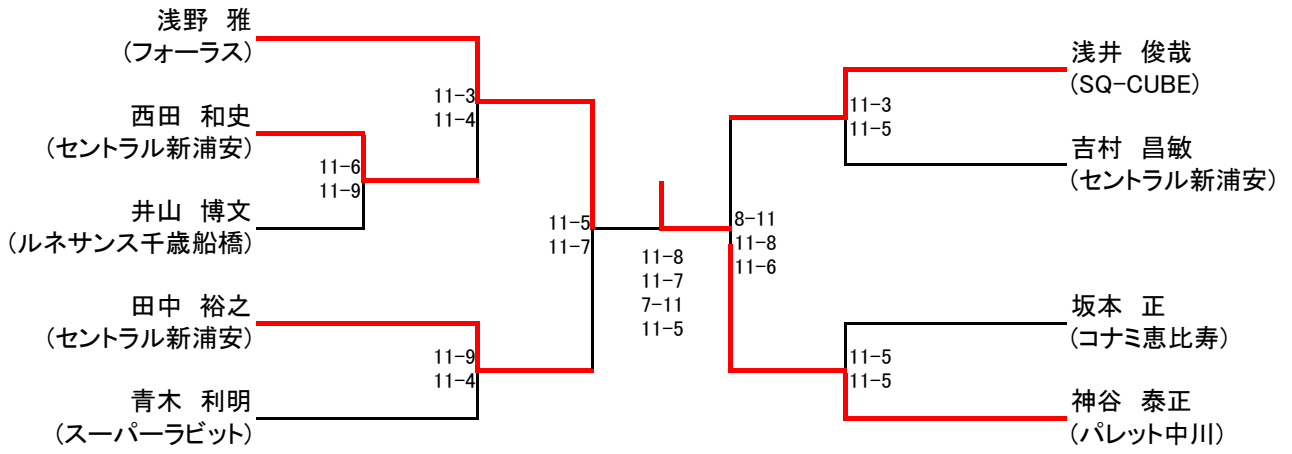 浅野　雅
(フォーラス)
西田　和史
(セントラル新浦安)
井山　博文
(ルネサンス千歳船橋)
田中　裕之
(セントラル新浦安)
青木　利明
(スーパーラビット)
11-3
11-4
11-6
11-9
11-9
11-4
11-5
11-7
11-8
11-7
7-11
11-5
8-11
11-8
11-6
11-3
11-5
11-5
11-5
浅井　俊哉
(SQ-CUBE)
吉村　昌敏
(セントラル新浦安)
坂本　正
(コナミ恵比寿)
神谷　泰正
(パレット中川)